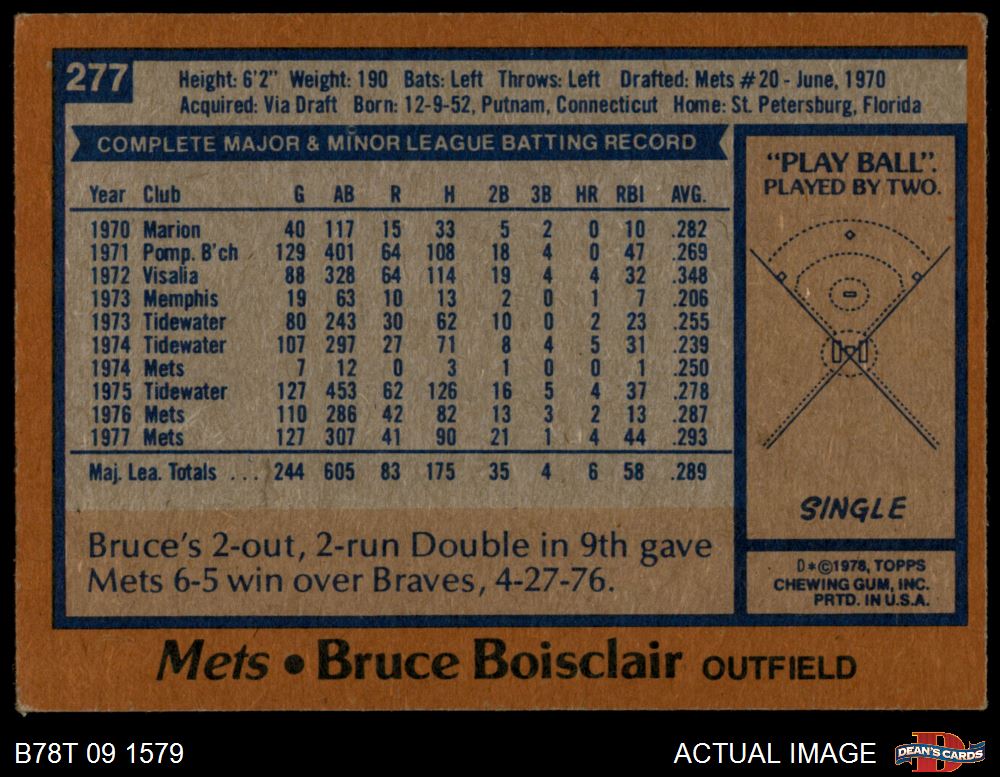 277
Height: 6'2" Weight: 190 Bats: Left Throws: Left Drafted: Mets #20 - June, 1970
Acquired: Via Draft Born: 12-9-52, Putnam, Connecticut Home: St. Petersburg, Florida
COMPLETE MAJOR & MINOR LEAGUE BATTING RECORD
Year Club G AB R H 2B 3B HR RBI AVG.
1970 Marion 40 117 15 33 5 2 0 10 .282
1971 Pomp. B'ch 129 401 64 108 18 4 0 47 .269
1972 Visalia 88 328 64 114 19 4 4 32 .348
1973 Memphis 19 63 10 13 2 0 1 7 .206
1973 Tidewater 80 243 30 62 10 0 2 23 .255
1974 Tidewater 107 297 27 71 8 4 5 31 .239
1974 Mets 7 12 0 3 1 0 0 1 .250
1975 Tidewater 127 453 62 126 16 5 4 37 .278
1976 Mets 110 286 42 82 13 3 2 13 .287
1977 Mets 127 307 41 90 21 1 4 44 .293
Maj. Lea. Totals ... 244 605 83 175 35 4 6 58 .289
Bruce's 2-out, 2-run Double in 9th gave
Mets 6-5 win over Braves, 4-27-76.
"PLAY BALL".
PLAYED BY TWO.
SINGLE
D*©1978, TOPPS
CHEWING GUM, INC.
PRTD. IN U.S.A.
Mets • Bruce Boisclair OUTFIELD
B78T 09 1579
ACTUAL IMAGE
DEAN'S CARDS